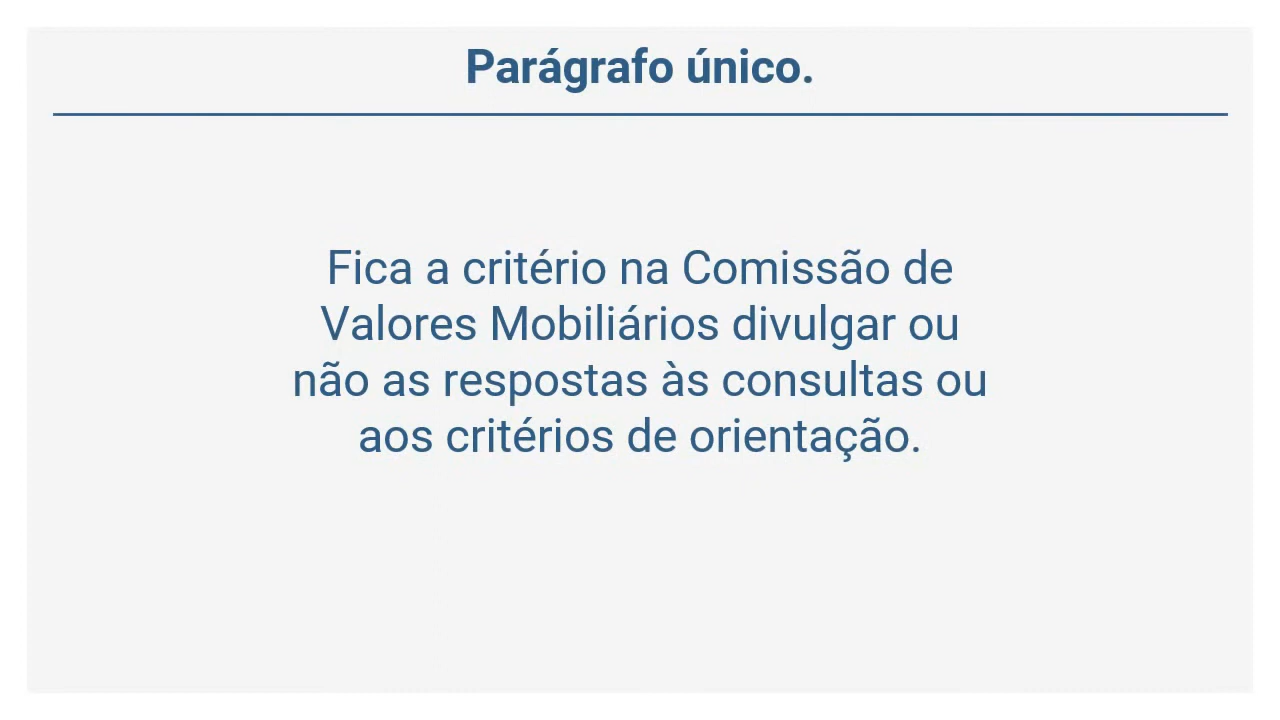 Parágrafo único.
Fica a critério na Comissão de
Valores Mobiliários divulgar ou
não as respostas às consultas ou
aos critérios de orientação.